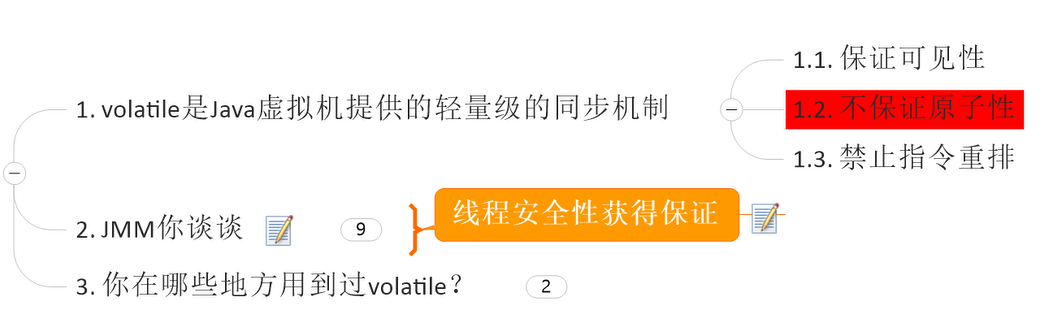 1. volatile是Java虚拟机提供的轻量级的同步机制
1.1. 保证可见性
1.2. 不保证原子性
1.3. 禁止指令重排
2. JMM你谈谈
9
线程安全性获得保证
3. 你在哪些地方用到过volatile？
2